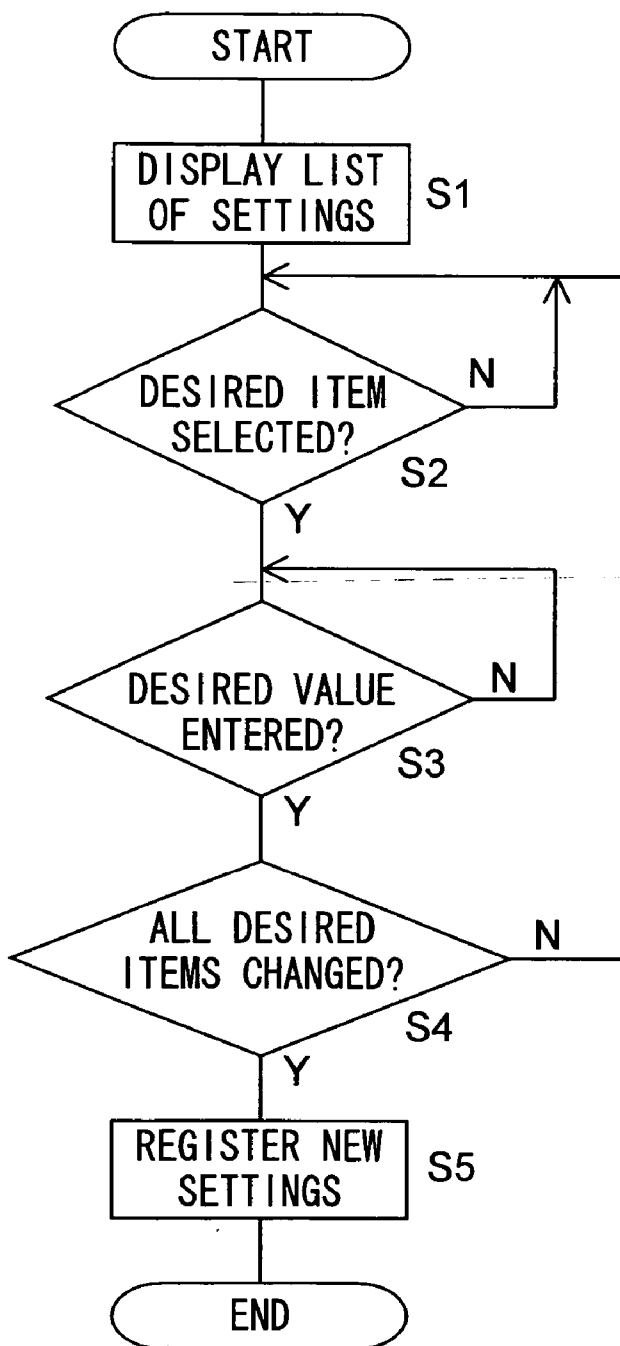 START
DISPLAY LIST
OF SETTINGS
S1
DESIRED ITEM
SELECTED?
N
S2
Y
DESIRED VALUE
ENTERED?
N
S3
Y
ALL DESIRED
ITEMS CHANGED?
N
S4
Y
REGISTER NEW
SETTINGS
S5
END